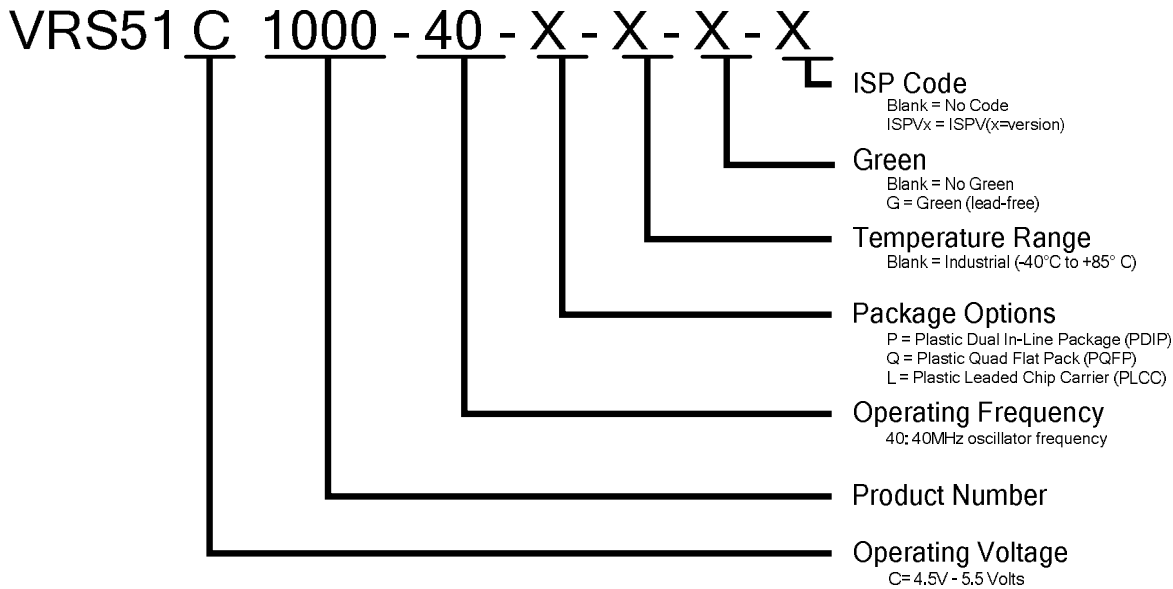 VRS51 C 1000 - 40 - X - X - X - X
ISP Code
Blank = No Code
ISPVx = ISPV(x=version)
Green
Blank = No Green
G = Green (lead-free)
Temperature Range
Blank = Industrial (-40°C to +85° C)
Package Options
P = Plastic Dual In-Line Package (PDIP)
Q = Plastic Quad Flat Pack (PQFP)
L = Plastic Leaded Chip Carrier (PLCC)
Operating Frequency
40: 40MHz oscillator frequency
Product Number
Operating Voltage
C= 4.5V - 5.5 Volts